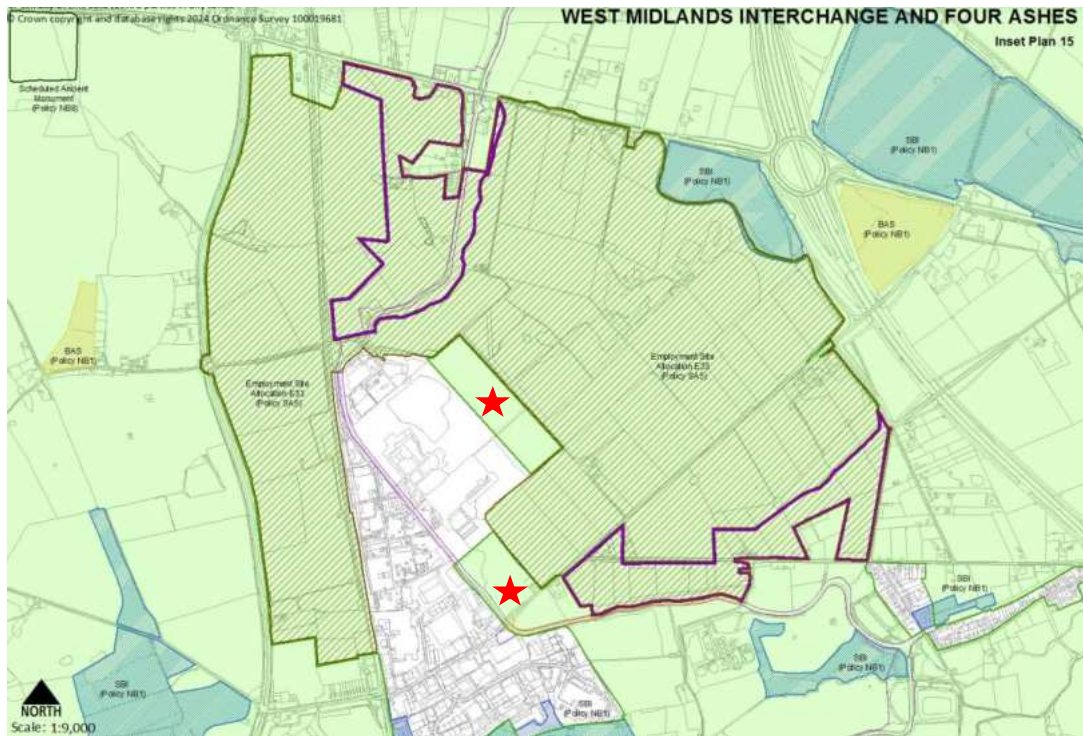 © Crown copyright and database rights 2024 Ordnance Survey 100019681
WEST MIDLANDS INTERCHANGE AND FOUR ASHES
Inset Plan 15
Scheduled Ancient
Monument
(Policy NB8)
SBI
(Policy NB1)
SBI
(Policy NB1)
BAS
(Policy NB1)
BAS
(Policy NB1)
Employment Site
Allocation E33
(Policy SA5)
Employment Site
Allocation E33
(Policy SA5)
SBI
(Policy NB1)
SBI
(Policy NB1)
SBI
(Policy NB1)
SBI
(Policy NB1)
NORTH
Scale: 1:9,000